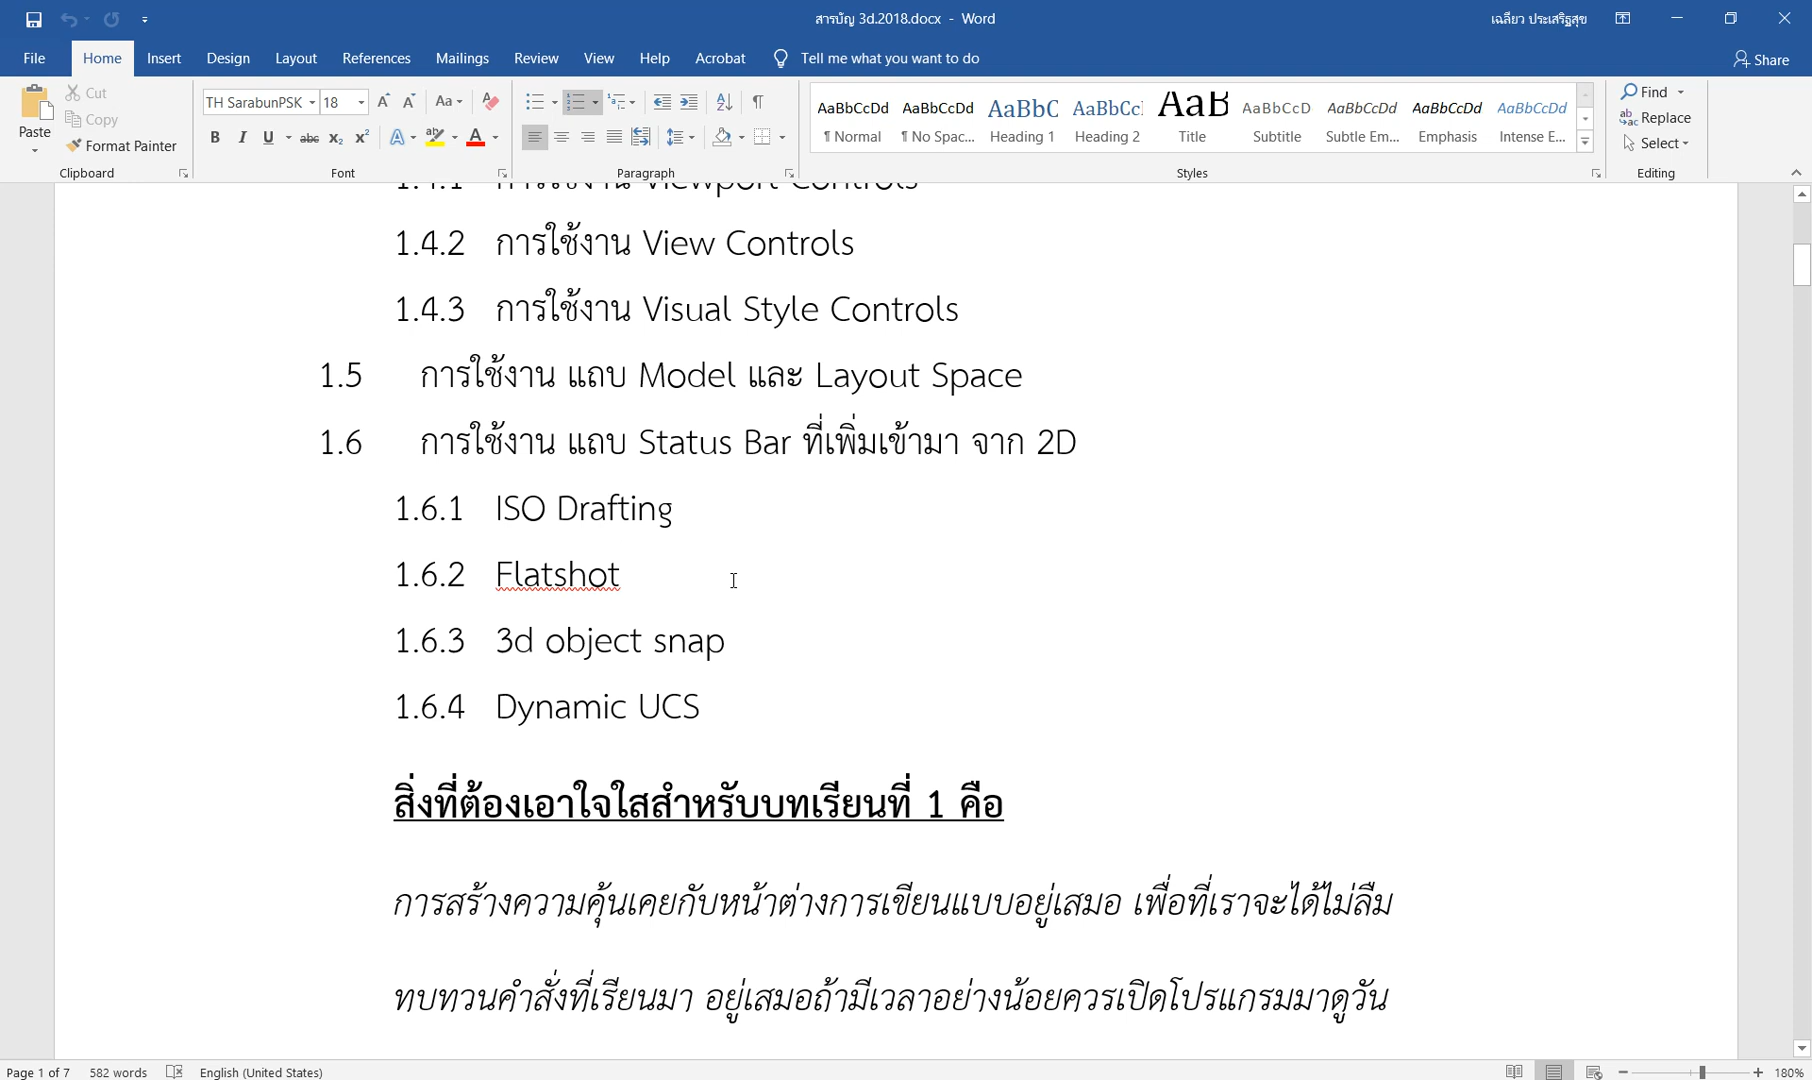 สารบัญ 3d.2018.docx - Word
เฉลียว ประเสริฐสุข
File Home Insert Design Layout References Mailings Review View Help Acrobat Tell me what you want to do Share
Paste
Cut
Copy
Format Painter
Clipboard
TH SarabunPSK 18
Font
Paragraph
AaBbCcDd AaBbCcDd AaBbC AaBbCc AaB AaBbCcD AaBbCcDd AaBbCcDd AaBbCcDd
¶ Normal ¶ No Spac... Heading 1 Heading 2 Title Subtitle Subtle Em... Emphasis Intense E...
Styles
Find
Replace
Select
Editing
1.4.1 การใช้งาน Viewport Controls
1.4.2 การใช้งาน View Controls
1.4.3 การใช้งาน Visual Style Controls
1.5 การใช้งาน แถบ Model และ Layout Space
1.6 การใช้งาน แถบ Status Bar ที่เพิ่มเข้ามา จาก 2D
1.6.1 ISO Drafting
1.6.2 Flatshot
1.6.3 3d object snap
1.6.4 Dynamic UCS
สิ่งที่ต้องเอาใจใสสำหรับบทเรียนที่ 1 คือ
การสร้างความคุ้นเคยกับหน้าต่างการเขียนแบบอยู่เสมอ เพื่อที่เราจะได้ไม่ลืม
ทบทวนคำสั่งที่เรียนมา อยู่เสมอถ้ามีเวลาอย่างน้อยควรเปิดโปรแกรมมาดูวัน
Page 1 of 7 582 words English (United States) 180%